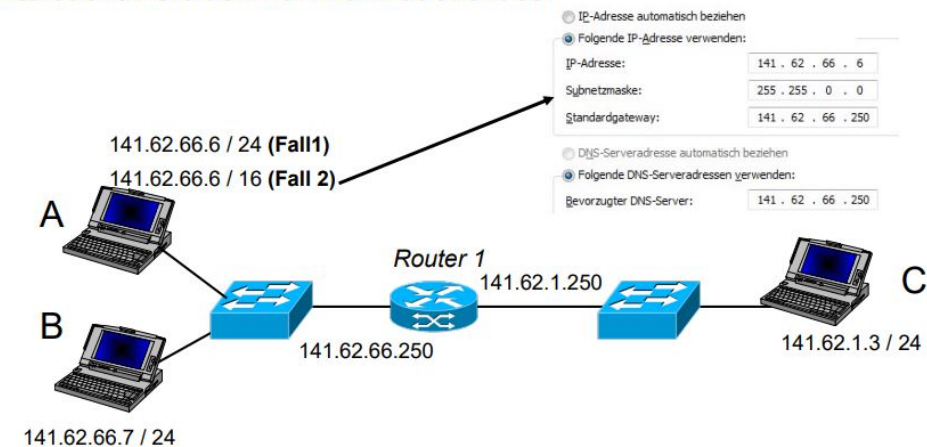 IP-Adresse automatisch beziehen
Folgende IP-Adresse verwenden:
IP-Adresse: 141 . 62 . 66 . 6
Subnetzmaske: 255 . 255 . 0 . 0
Standardgateway: 141 . 62 . 66 . 250
DNS-Serveradresse automatisch beziehen
Folgende DNS-Serveradressen verwenden:
Bevorzugter DNS-Server: 141 . 62 . 66 . 250
141.62.66.6 / 24 (Fall1)
141.62.66.6 / 16 (Fall 2)
A
Router 1
141.62.1.250
C
B
141.62.66.250
141.62.1.3 / 24
141.62.66.7 / 24